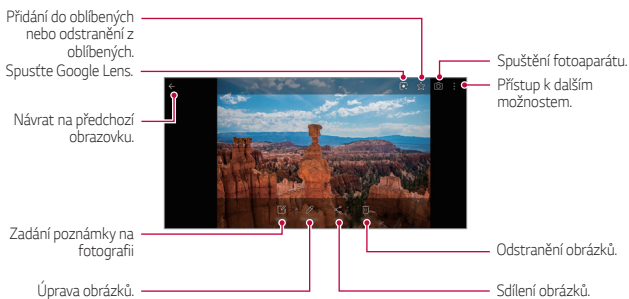 Přidání do oblíbených
nebo odstranění z
oblíbených.
Spusťte Google Lens.
Spuštění fotoaparátu.
Přístup k dalším
možnostem.
Návrat na předchozí
obrazovku.
Zadání poznámky na
fotografii
Odstranění obrázků.
Úprava obrázků.
Sdílení obrázků.